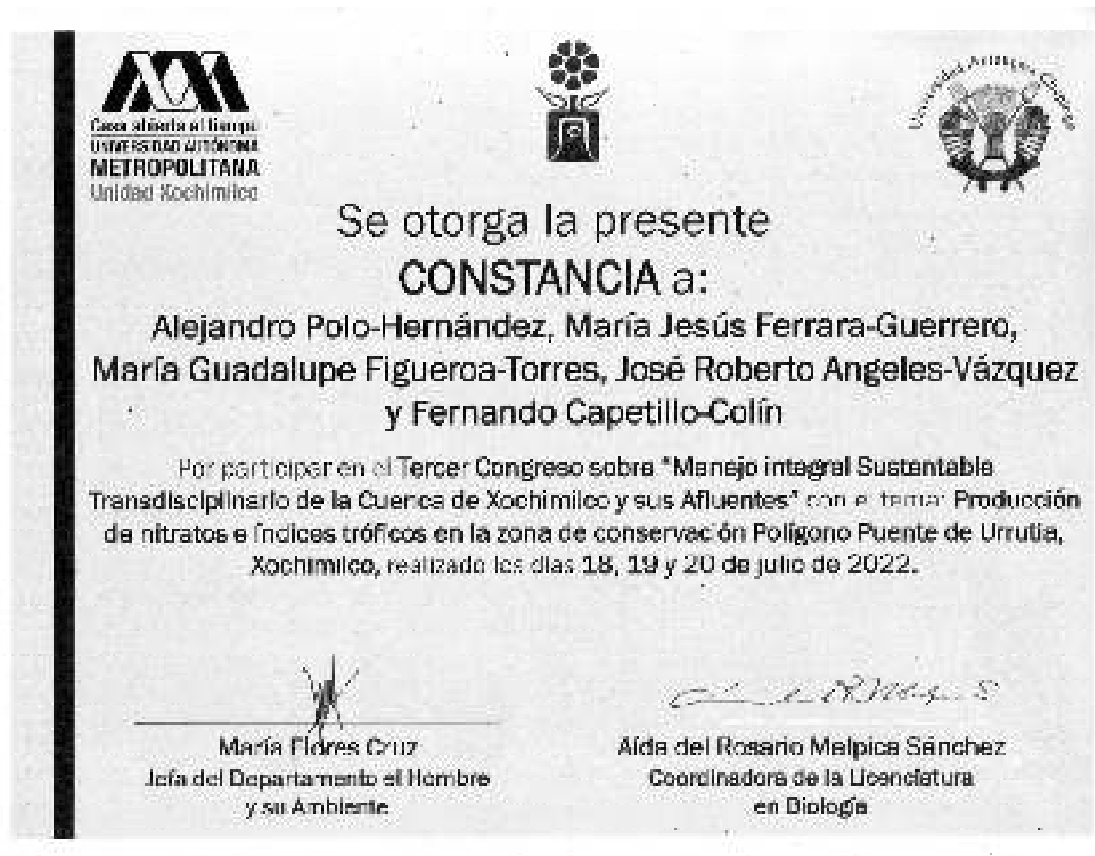 Casa abierta al tiempo
UNIVERSIDAD AUTÓNOMA
METROPOLITANA
Unidad Xochimilco
Universidad Autónoma Chapingo
Se otorga la presente
CONSTANCIA a:
Alejandro Polo-Hernández, María Jesús Ferrara-Guerrero,
María Guadalupe Figueroa-Torres, José Roberto Angeles-Vázquez
y Fernando Capetillo-Colín
Por participar en el Tercer Congreso sobre "Manejo integral Sustentable
Transdisciplinario de la Cuenca de Xochimilco y sus Afluentes" con el tema: Producción
de nitratos e índices tróficos en la zona de conservación Polígono Puente de Urrutia,
Xochimilco, realizado los días 18, 19 y 20 de julio de 2022.
María Flores Cruz
Jefa del Departamento el Hombre
y su Ambiente
Aida del Rosario Malpica Sánchez
Coordinadora de la Licenciatura
en Biología